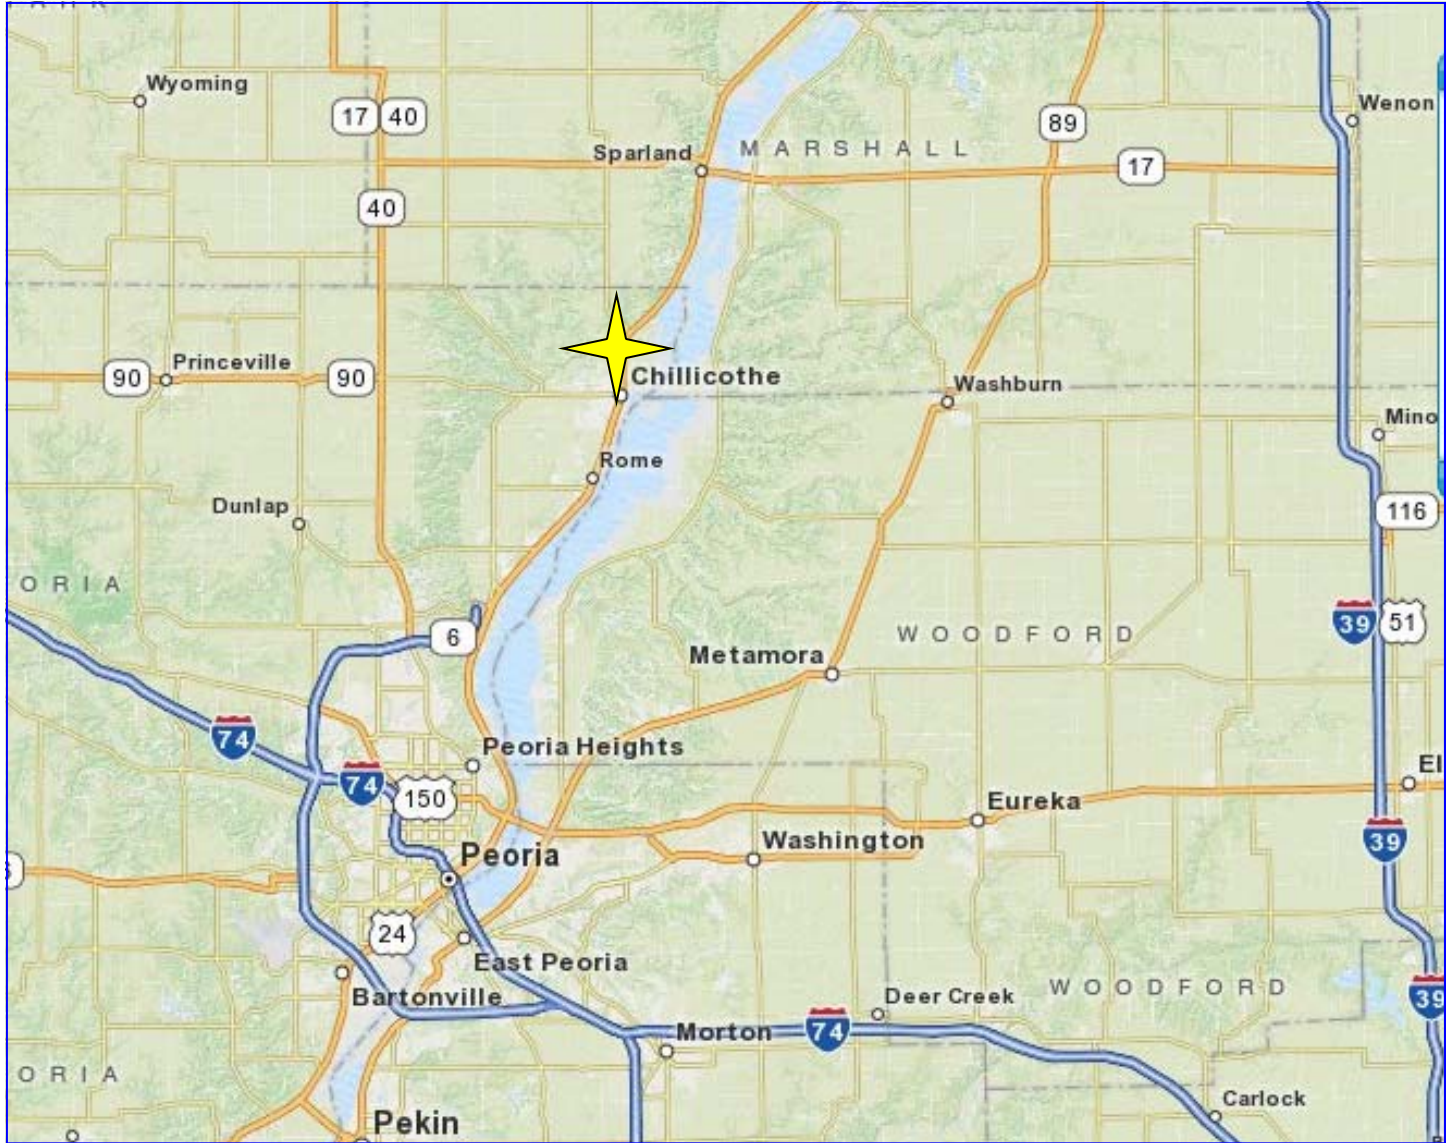 Wyoming
Wenon
17 40
89
Sparland
MARSHALL
17
40
90
Princeville
90
Chillicothe
Washburn
Mino
Rome
Dunlap
116
ORIA
6
39 51
WOODFORD
Metamora
74
Peoria Heights
74
150
El
Eureka
Washington
39
Peoria
24
East Peoria
Bartonville
Deer Creek
WOODFORD
39
Morton
74
ORIA
Carlock
Pekin